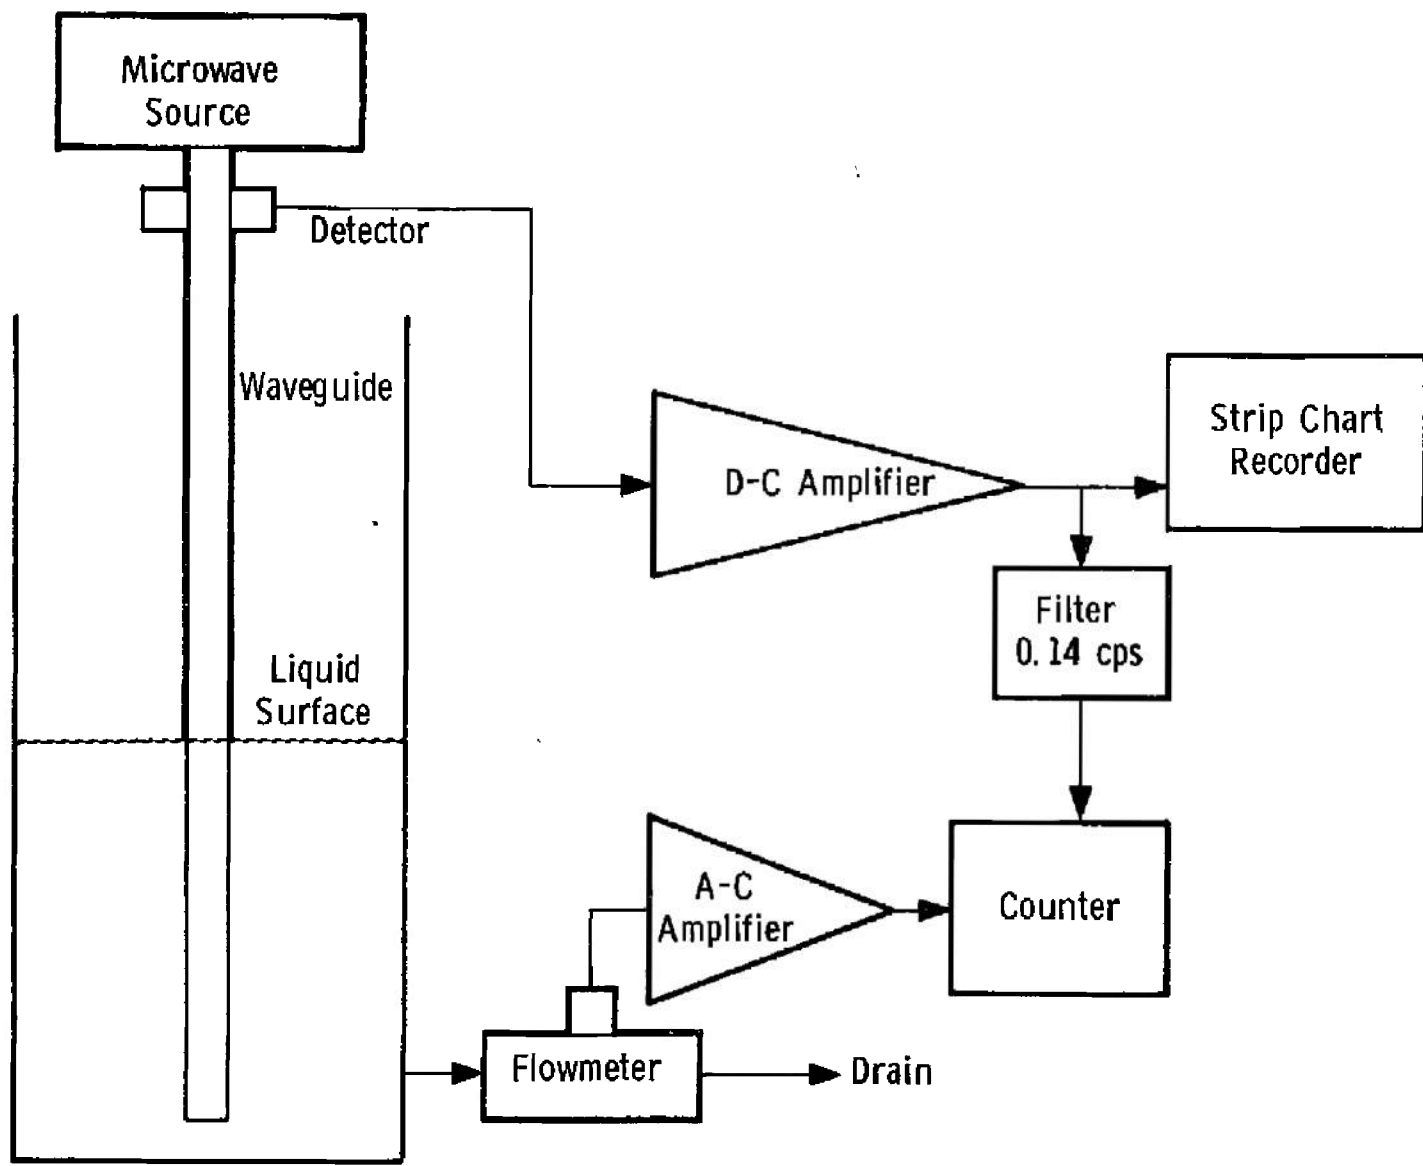 Microwave
Source
Detector
Waveguide
D-C Amplifier
Strip Chart
Recorder
Filter
0.14 cps
Liquid
Surface
A-C
Amplifier
Counter
Flowmeter
Drain